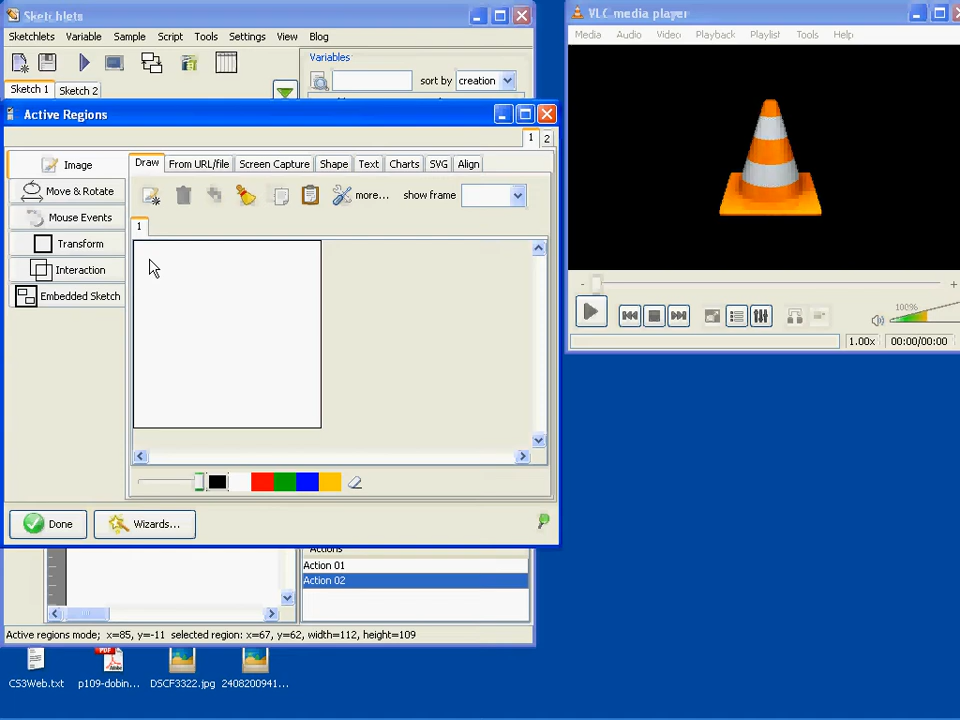 Sketchlets
Sketchlets Variable Sample Script Tools Settings View Blog
Variables
sort by creation
Sketch 1 Sketch 2
Active Regions
1 2
Image
Move & Rotate
Mouse Events
Transform
Interaction
Embedded Sketch
Draw From URL/file Screen Capture Shape Text Charts SVG Align
more... show frame
1
Done Wizards...
Actions
Action 01
Action 02
Active regions mode; x=85, y=-11 selected region: x=67, y=62, width=112, height=109
VLC media player
Media Audio Video Playback Playlist Tools Help
- +
100%
1.00x 00:00/00:00
CS3Web.txt p109-dobin... DSCF3322.jpg 2408200941...
PDF